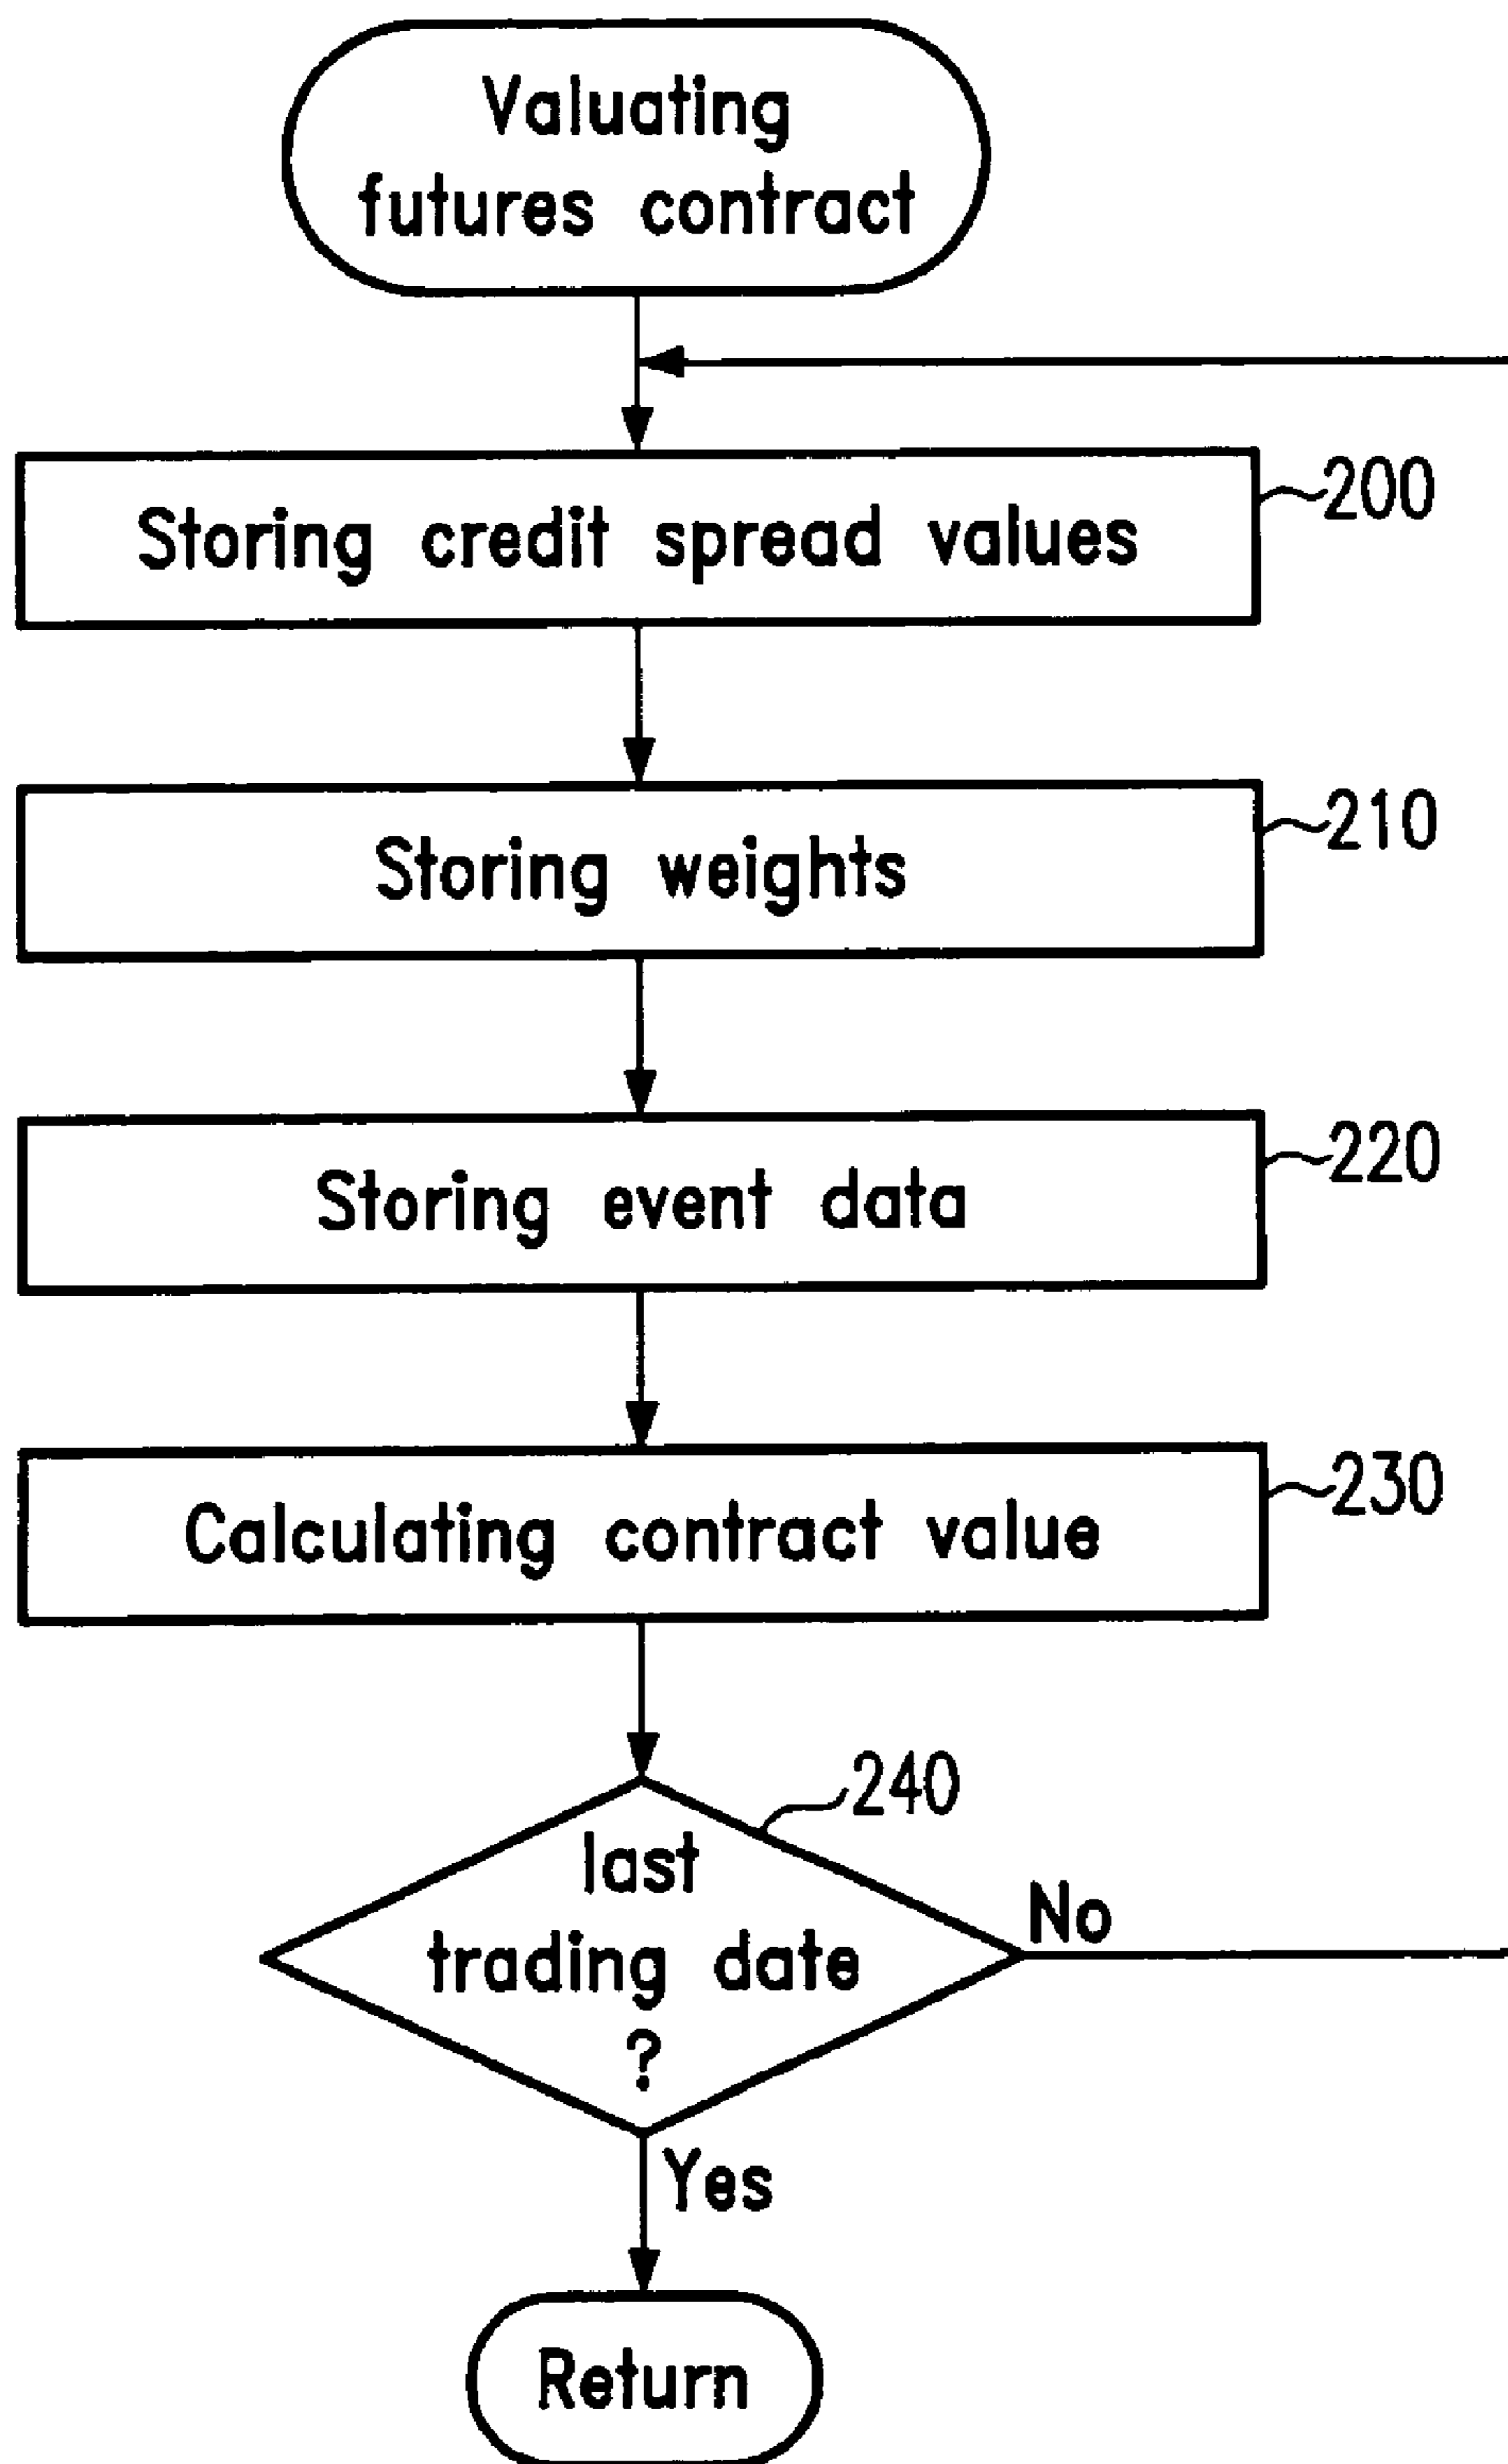 Valuating
futures contract
Storing credit spread values
200
Storing weights
210
Storing event data
220
Calculating contract value
230
240
last
trading date
?
No
Yes
Return